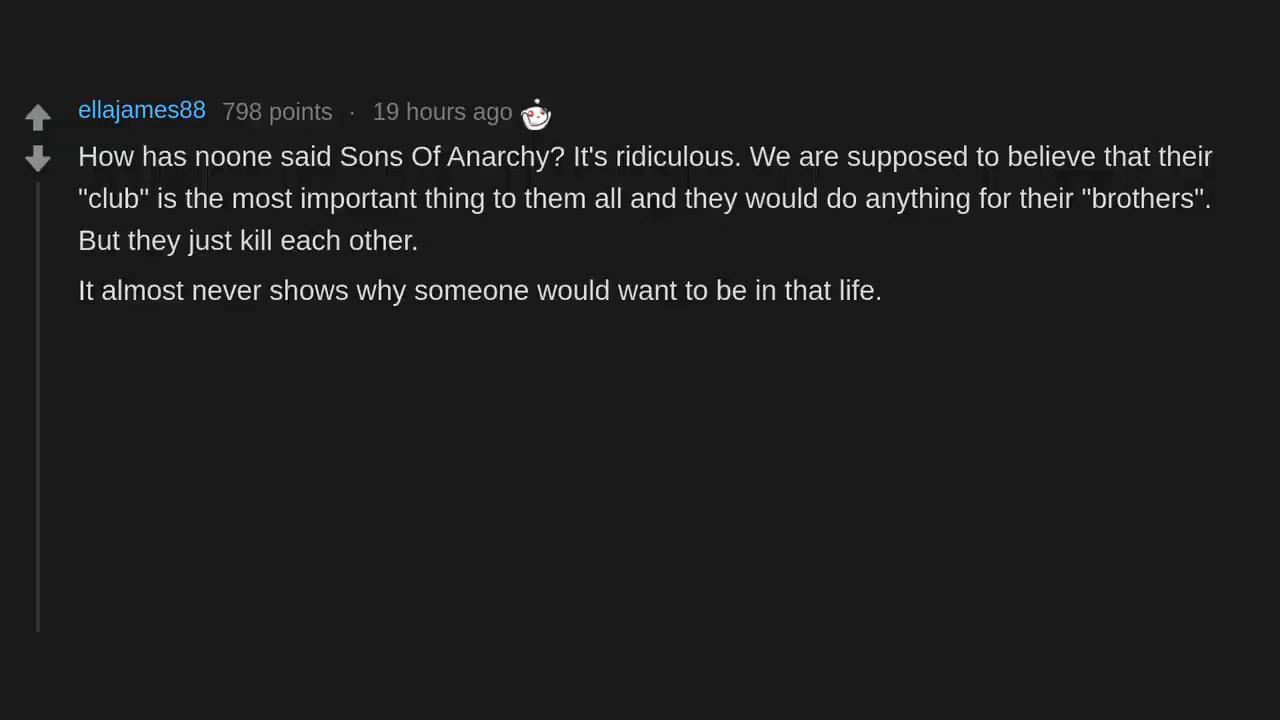 ellajames88 798 points · 19 hours ago
How has noone said Sons Of Anarchy? It's ridiculous. We are supposed to believe that their
"club" is the most important thing to them all and they would do anything for their "brothers".
But they just kill each other.
It almost never shows why someone would want to be in that life.